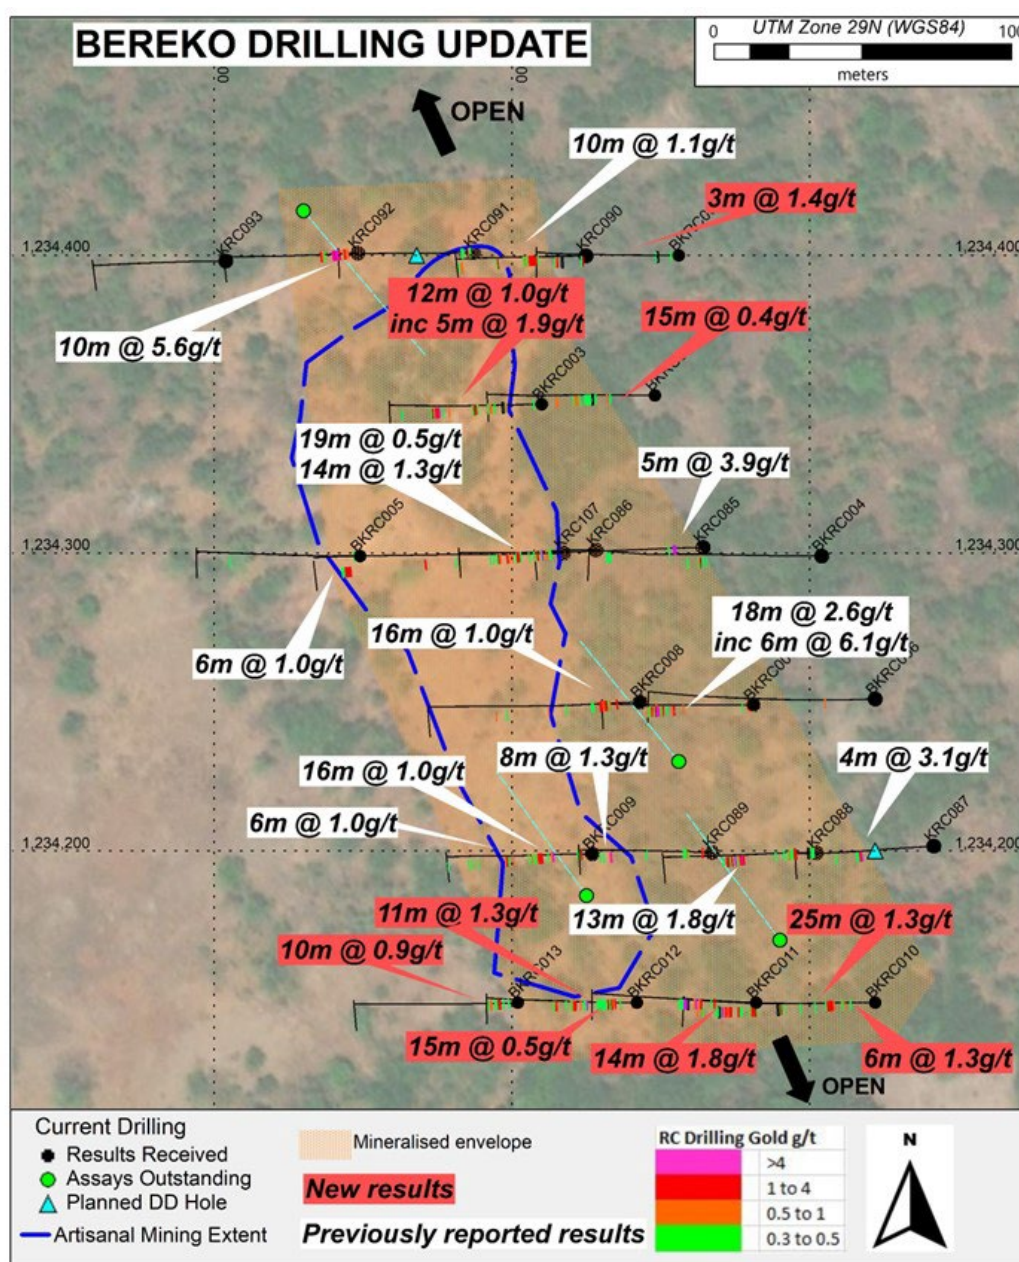 BEREKO DRILLING UPDATE
UTM Zone 29N (WGS84)
0
100
meters
OPEN
10m @ 1.1g/t
3m @ 1.4g/t
KRC093
KRC092
KRC091
KRC090
1,234,400
1,234,400
10m @ 5.6g/t
12m @ 1.0g/t
inc 5m @ 1.9g/t
15m @ 0.4g/t
BKRC003
19m @ 0.5g/t
14m @ 1.3g/t
5m @ 3.9g/t
BKRC005
KRC107
KRC086
KRC085
BKRC004
1,234,300
1,234,300
6m @ 1.0g/t
16m @ 1.0g/t
18m @ 2.6g/t
inc 6m @ 6.1g/t
BKRC008
16m @ 1.0g/t
8m @ 1.3g/t
4m @ 3.1g/t
6m @ 1.0g/t
BKRC009
KRC089
KRC088
KRC087
1,234,200
1,234,200
13m @ 1.8g/t
11m @ 1.3g/t
25m @ 1.3g/t
10m @ 0.9g/t
BKRC013
BKRC012
BKRC011
BKRC010
15m @ 0.5g/t
14m @ 1.8g/t
6m @ 1.3g/t
OPEN
Current Drilling
Results Received
Assays Outstanding
Planned DD Hole
Artisanal Mining Extent
Mineralised envelope
New results
Previously reported results
RC Drilling Gold g/t
>4
1 to 4
0.5 to 1
0.3 to 0.5
N